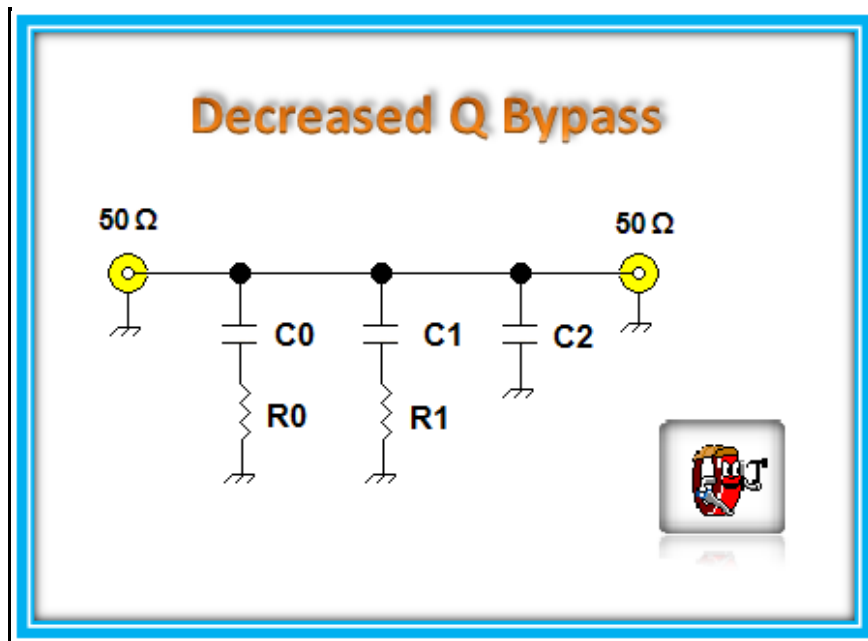 Decreased Q Bypass
50 Ω
50 Ω
C0
C1
C2
R0
R1